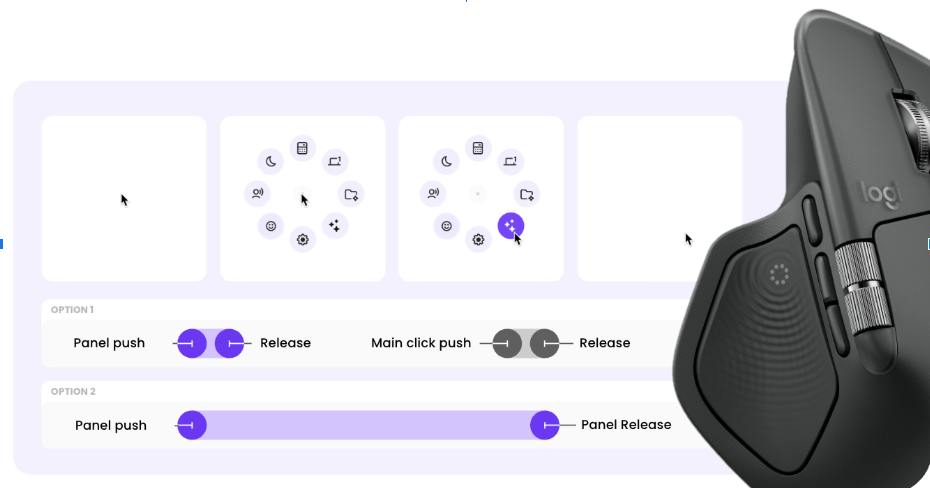 logi
OPTION 1
Panel push
Release
Main click push
Release
OPTION 2
Panel push
Panel Release